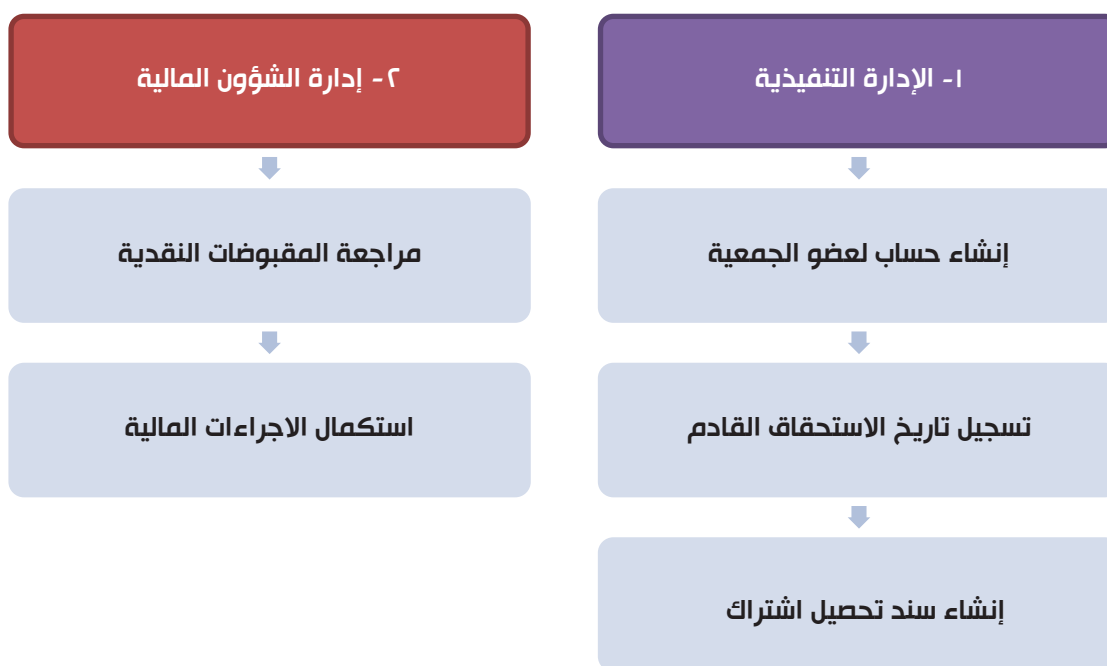 ١- الإدارة التنفيذية
إنشاء حساب لعضو الجمعية
تسجيل تاريخ الاستحقاق القادم
إنشاء سند تحصيل اشتراك
٢- إدارة الشؤون المالية
مراجعة المقبوضات النقدية
استكمال الاجراءات المالية